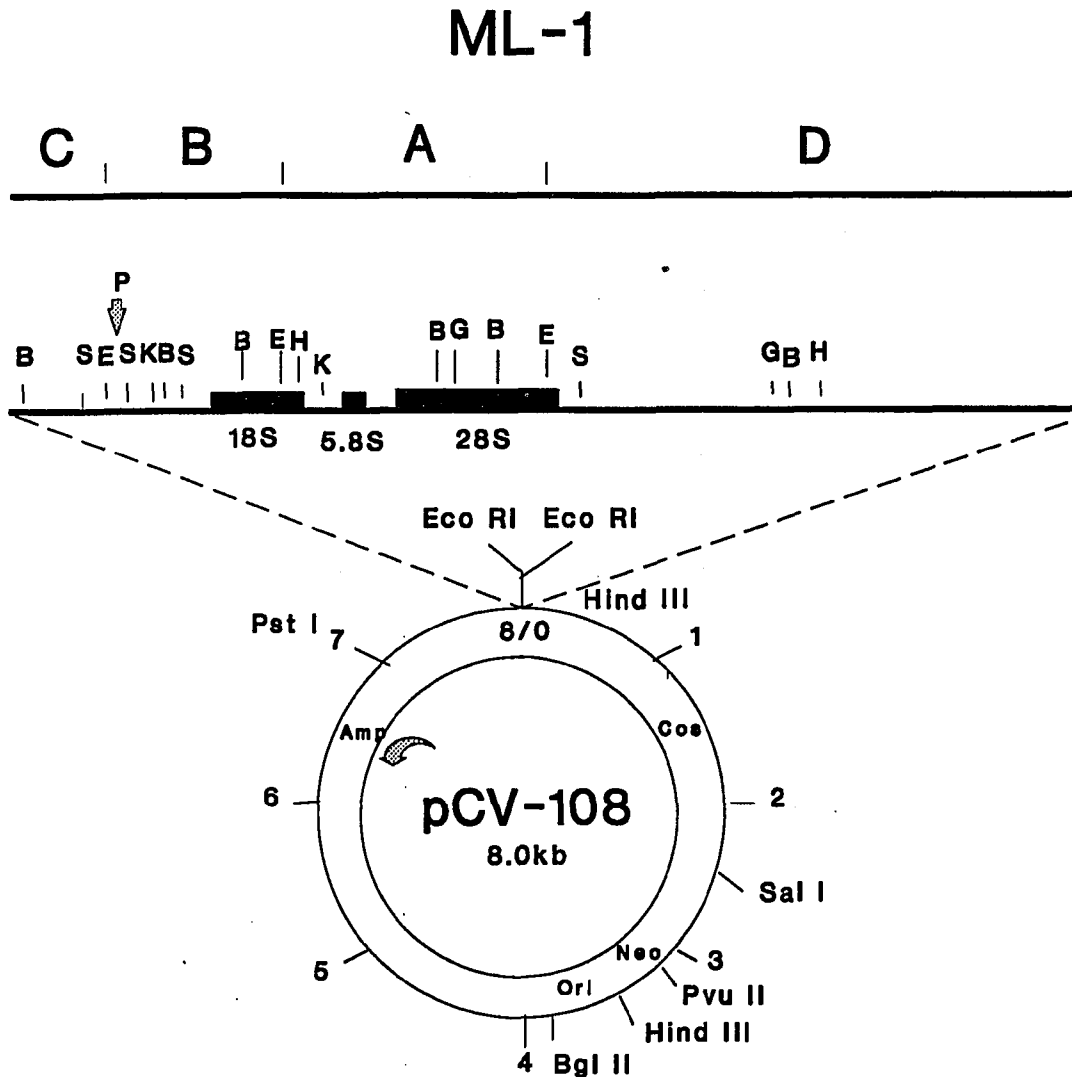 ML-1
C B A D
P
B S E S K B S B E H K B G B E S G B H
18S 5.8S 28S
Eco RI Eco RI
Hind III
Pst I 7 8/0 1
Amp Cos
6 pCV-108 2
8.0kb
Sal I
5 Neo 3
Ori Pvu II
Hind III
4 Bgl II